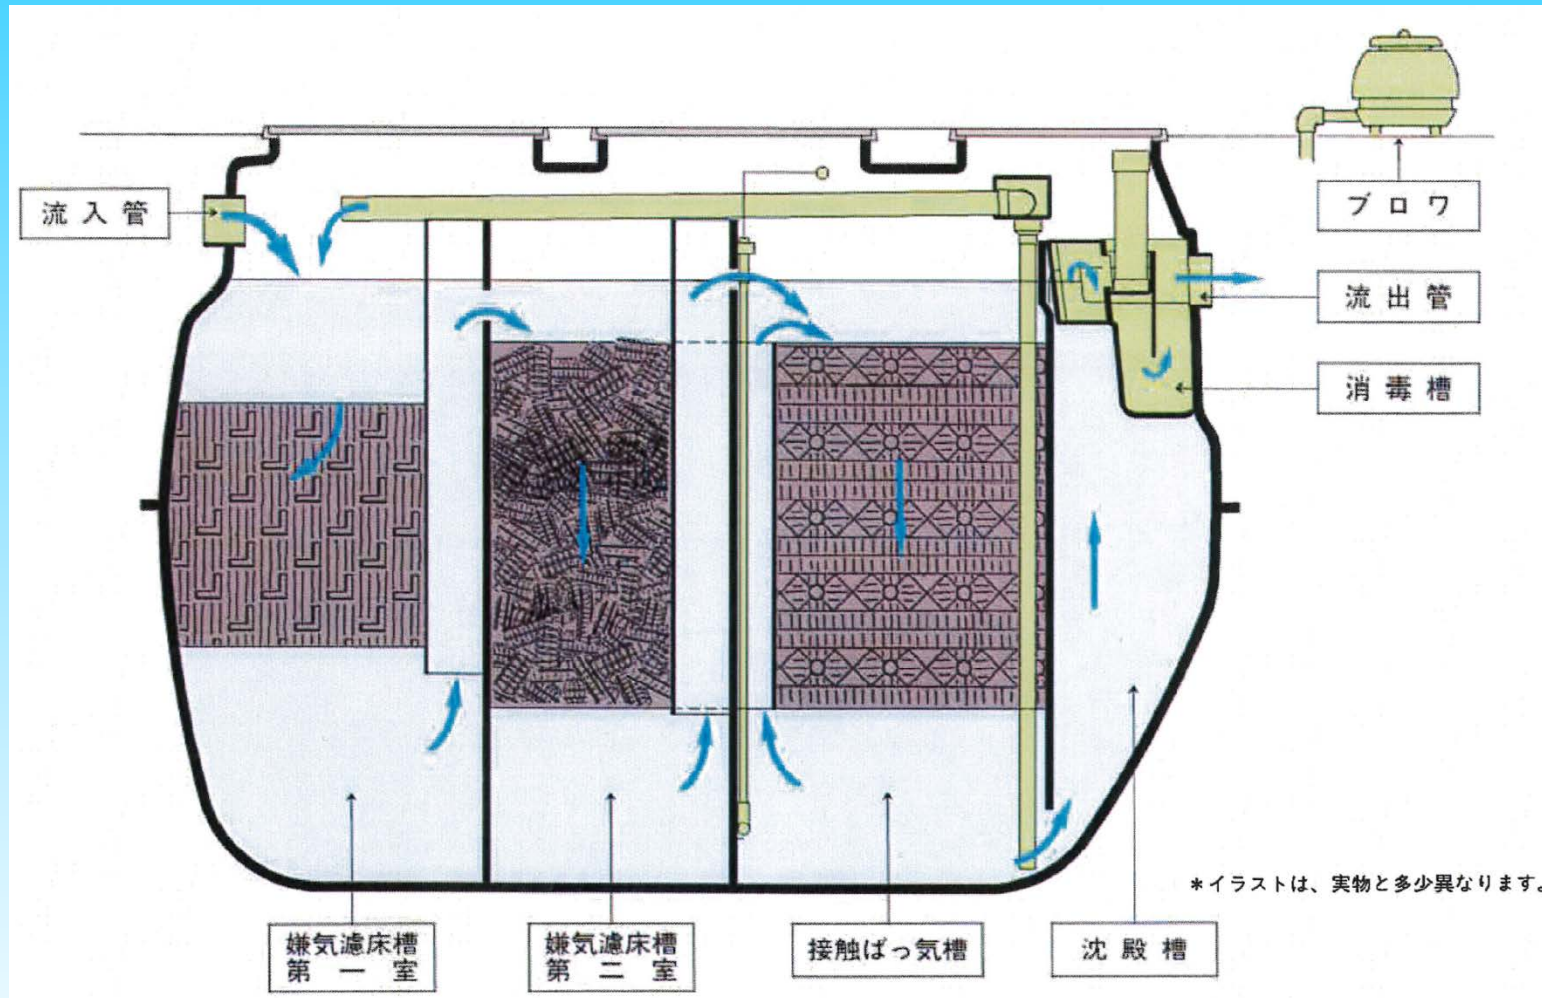 流入管
ブロワ
流出管
消毒槽
＊イラストは、実物と多少異なります。
嫌気濾床槽
第一室
嫌気濾床槽
第二室
接触ばっ気槽
沈殿槽